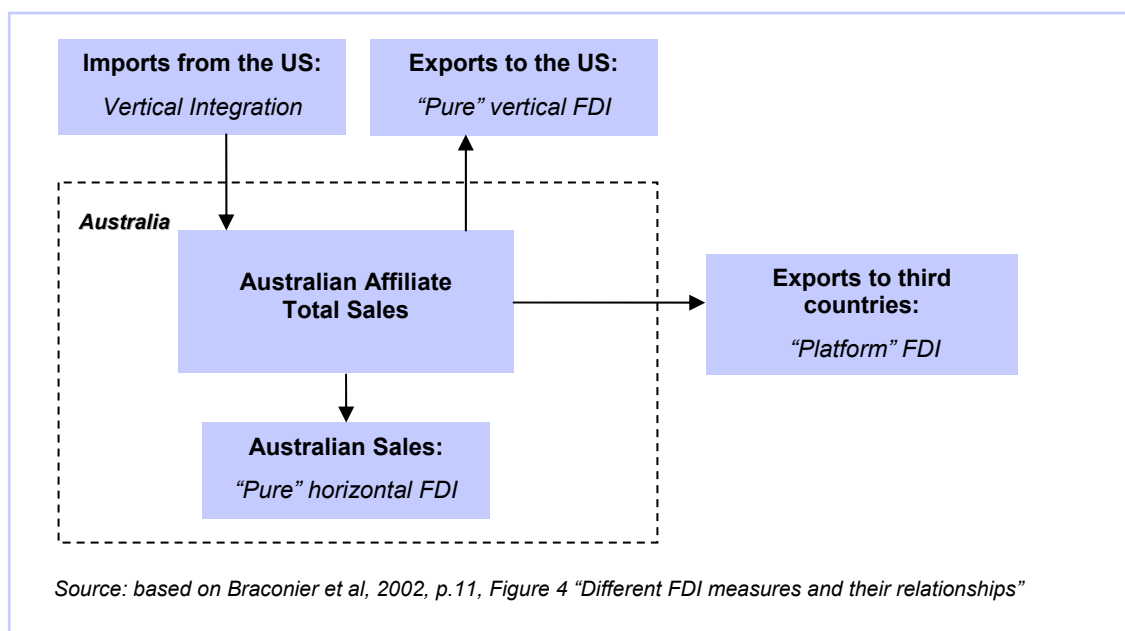 Imports from the US:
Vertical Integration
Exports to the US:
“Pure” vertical FDI
Australia
Australian Affiliate
Total Sales
Exports to third
countries:
“Platform” FDI
Australian Sales:
“Pure” horizontal FDI
Source: based on Braconier et al, 2002, p.11, Figure 4 “Different FDI measures and their relationships”